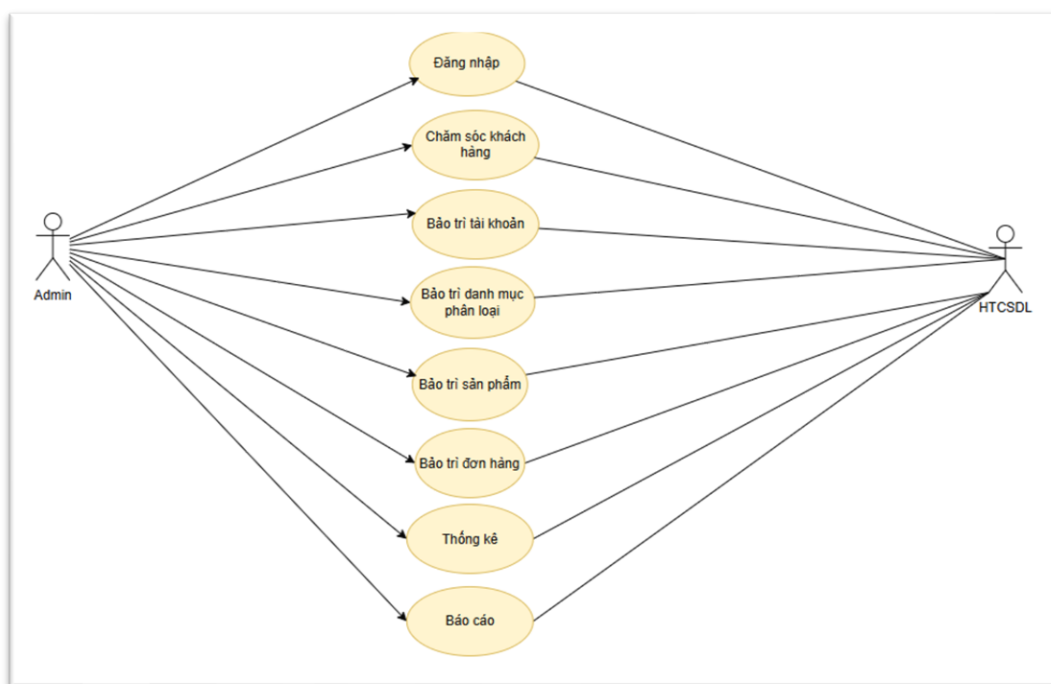 Đăng nhập
Chăm sóc khách
hàng
Bảo trì tài khoản
Admin
HTCSDL
Bảo trì danh mục
phân loại
Bảo trì sản phẩm
Bảo trì đơn hàng
Thống kê
Báo cáo